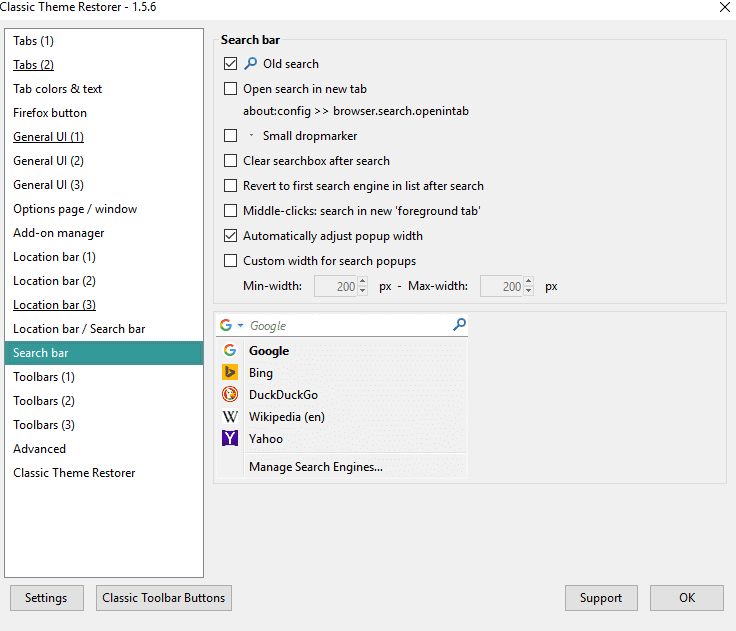 Classic Theme Restorer - 1.5.6
Tabs (1)
Tabs (2)
Tab colors & text
Firefox button
General UI (1)
General UI (2)
General UI (3)
Options page / window
Add-on manager
Location bar (1)
Location bar (2)
Location bar (3)
Location bar / Search bar
Search bar
Toolbars (1)
Toolbars (2)
Toolbars (3)
Advanced
Classic Theme Restorer
Search bar
Old search
Open search in new tab
about:config >> browser.search.openintab
Small dropmarker
Clear searchbox after search
Revert to first search engine in list after search
Middle-clicks: search in new 'foreground tab'
Automatically adjust popup width
Custom width for search popups
Min-width: 200 px - Max-width: 200 px
Google
Google
Bing
DuckDuckGo
Wikipedia (en)
Yahoo
Manage Search Engines...
Settings Classic Toolbar Buttons Support OK